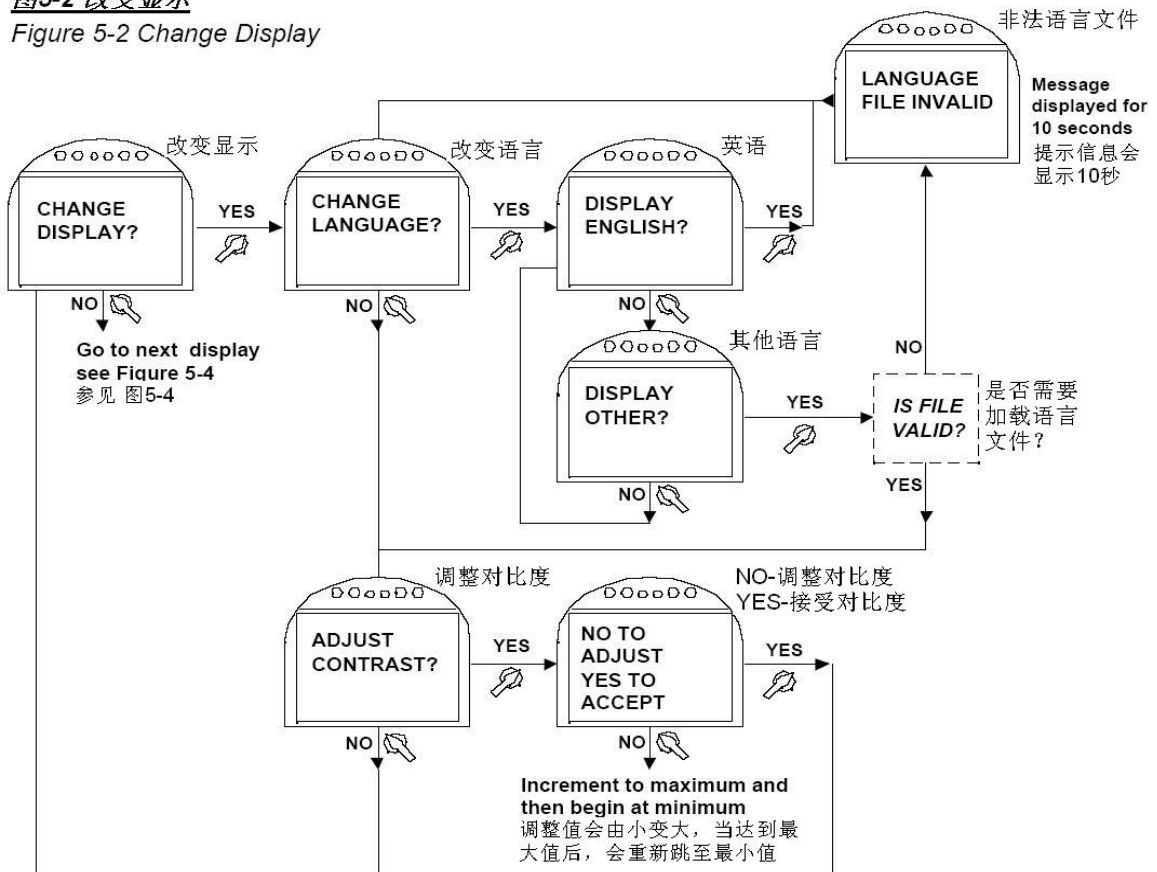 图5-2 改变显示
Figure 5-2 Change Display
非法语言文件
LANGUAGE
FILE INVALID
Message
displayed for
10 seconds
提示信息会
显示10秒
改变显示
CHANGE
DISPLAY?
YES
NO
Go to next display
see Figure 5-4
参见 图5-4
改变语言
CHANGE
LANGUAGE?
YES
NO
英语
DISPLAY
ENGLISH?
YES
NO
其他语言
DISPLAY
OTHER?
YES
NO
NO
IS FILE
VALID?
是否需要
加载语言
文件？
YES
调整对比度
ADJUST
CONTRAST?
YES
NO
NO-调整对比度
YES-接受对比度
NO TO
ADJUST
YES TO
ACCEPT
YES
NO
Increment to maximum and
then begin at minimum
调整值会由小变大，当达到最
大值后，会重新跳至最小值